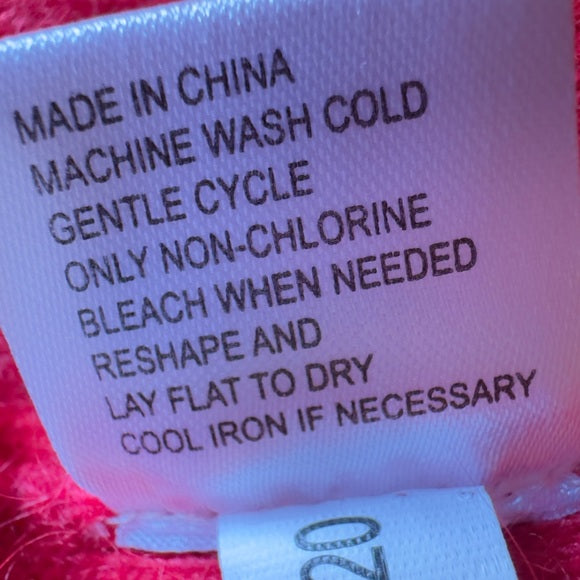 MADE IN CHINA
MACHINE WASH COLD
GENTLE CYCLE
ONLY NON-CHLORINE
BLEACH WHEN NEEDED
RESHAPE AND
LAY FLAT TO DRY
COOL IRON IF NECESSARY
20